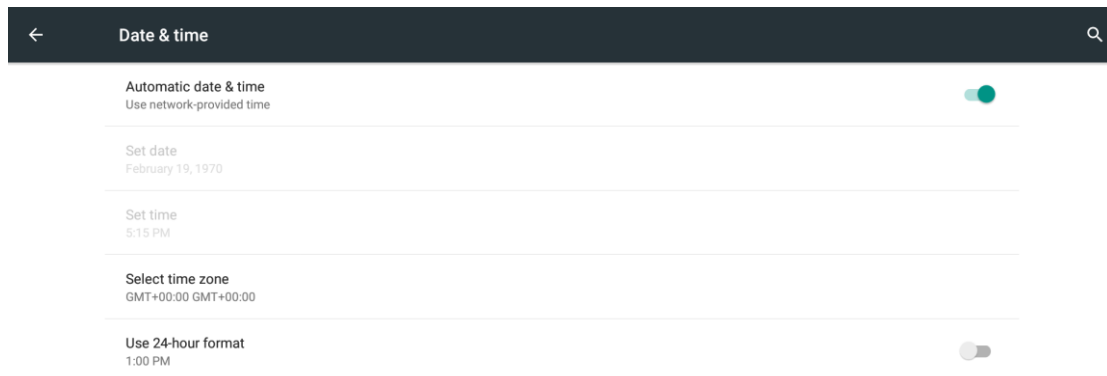 Date & time
Automatic date & time
Use network-provided time
Set date
February 19, 1970
Set time
5:15 PM
Select time zone
GMT+00:00 GMT+00:00
Use 24-hour format
1:00 PM